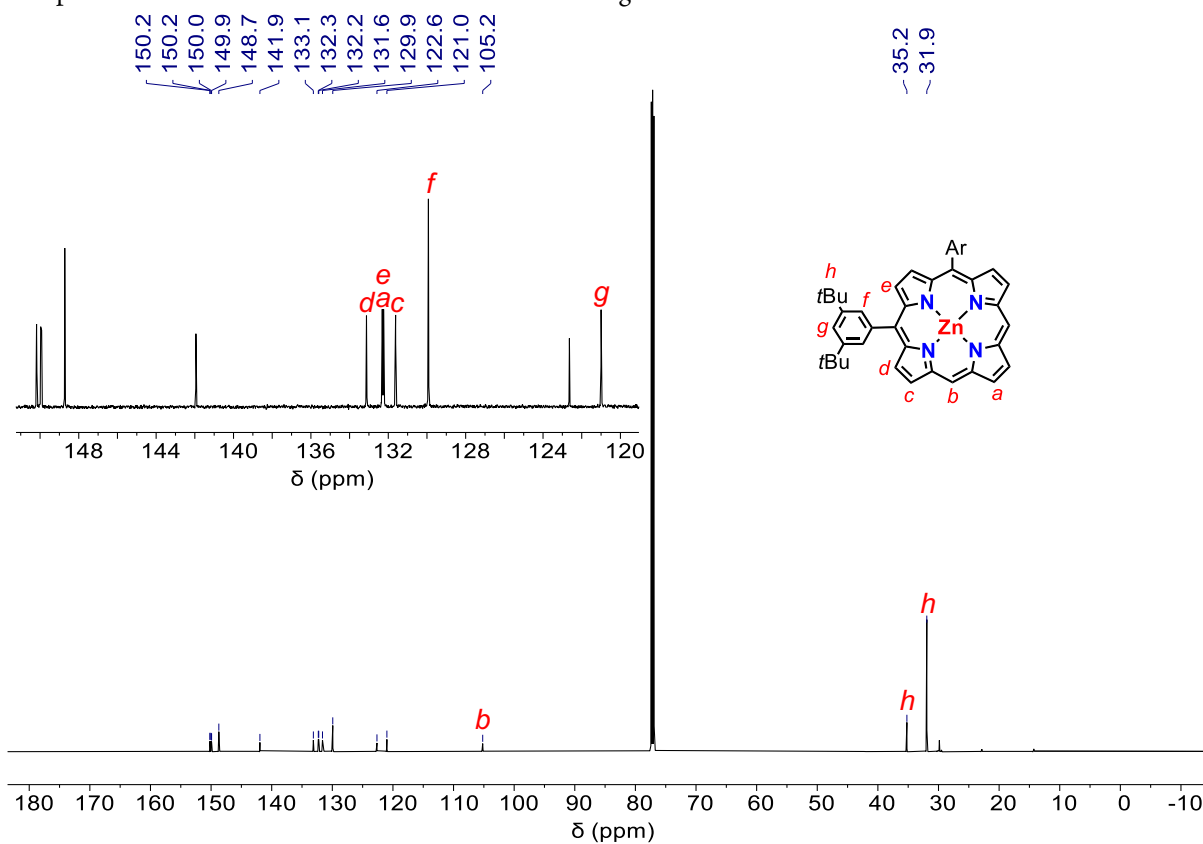 150.2
150.2
150.0
149.9
148.7
141.9
133.1
132.3
132.2
131.6
129.9
122.6
121.0
105.2
35.2
31.9
f
e
d a c
g
148 144 140 136 132 128 124 120
δ (ppm)
Ar
h
e
tBu
f
N N
g
Zn
N N
tBu
d
c b a
h
h
b
180 170 160 150 140 130 120 110 100 90 80 70 60 50 40 30 20 10 0 -10
δ (ppm)